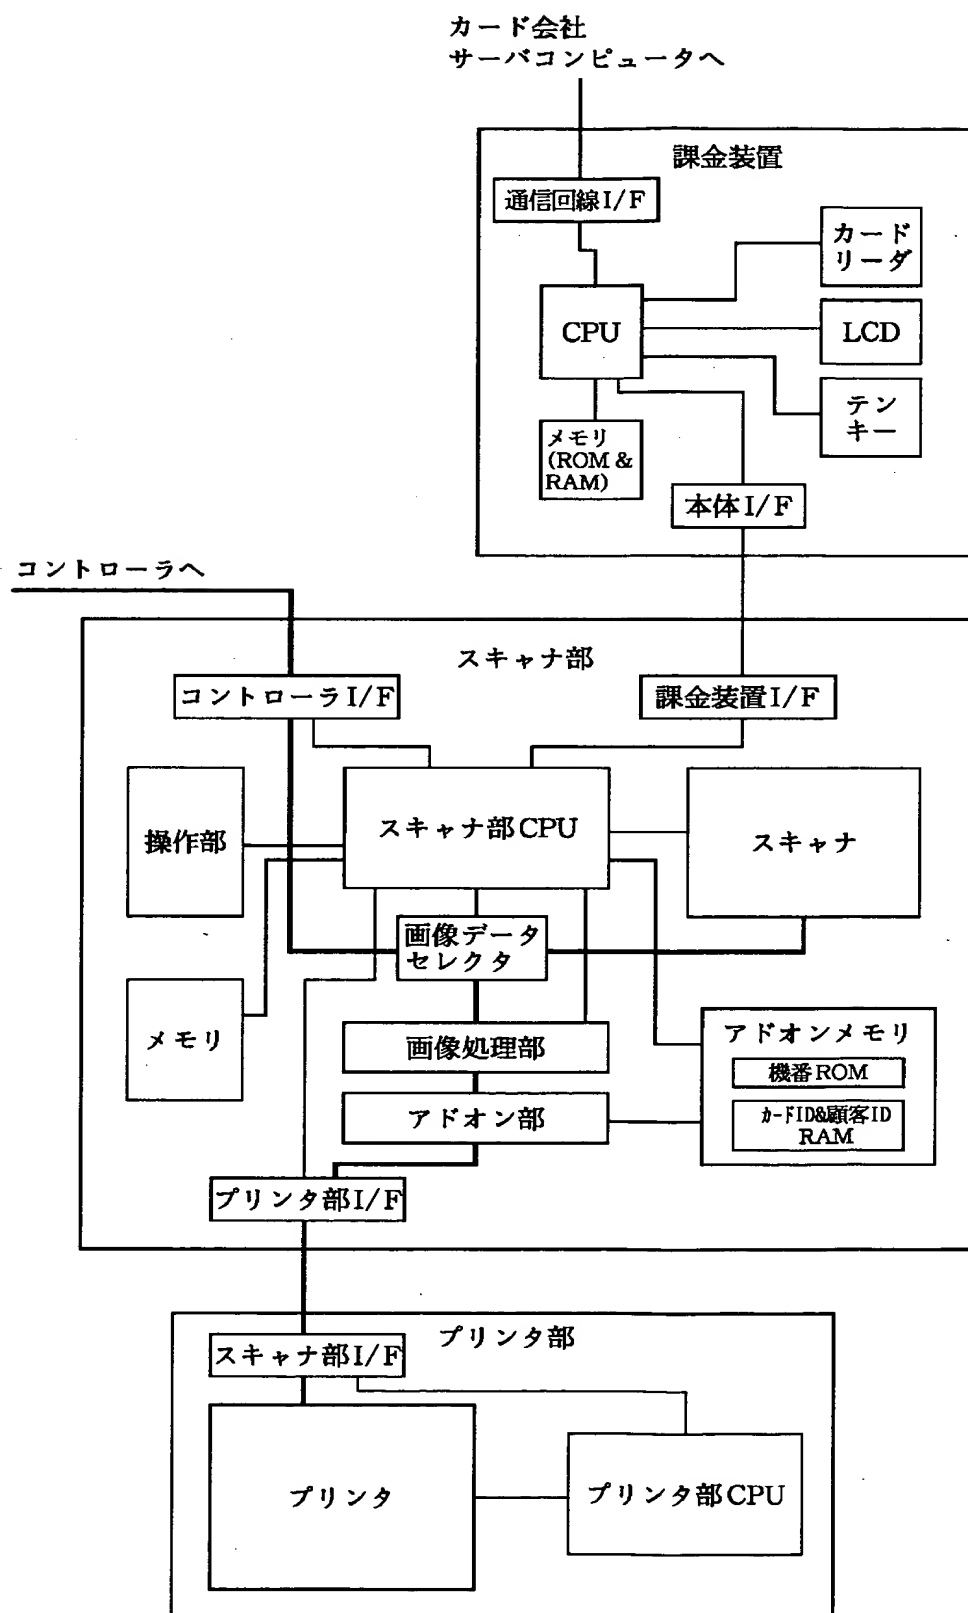 カード会社
サーバコンピュータへ
課金装置
通信回線I/F
カード
リーダ
CPU
LCD
テン
キー
メモリ
(ROM &
RAM)
本体I/F
コントローラへ
スキャナ部
コントローラI/F
課金装置I/F
操作部
スキャナ部CPU
スキャナ
画像データ
セレクタ
メモリ
画像処理部
アドオンメモリ
機番ROM
アドオン部
カードID&顧客ID
RAM
プリンタ部I/F
プリンタ部
スキャナ部I/F
プリンタ
プリンタ部CPU